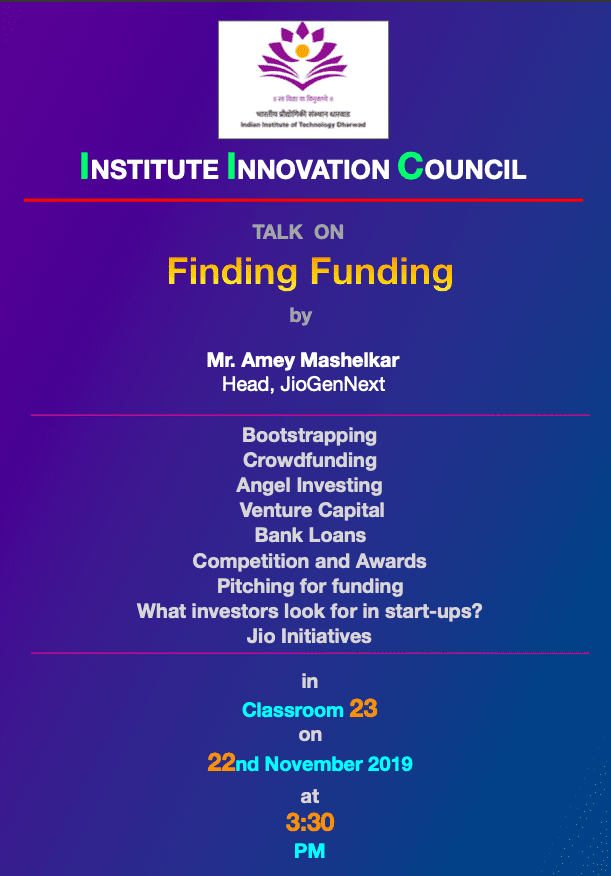 भारतीय प्रौद्योगिकी संस्थान धारवाड
Indian Institute of Technology Dharwad
INSTITUTE INNOVATION COUNCIL
TALK ON
Finding Funding
by
Mr. Amey Mashelkar
Head, JioGenNext
Bootstrapping
Crowdfunding
Angel Investing
Venture Capital
Bank Loans
Competition and Awards
Pitching for funding
What investors look for in start-ups?
Jio Initiatives
in
Classroom 23
on
22nd November 2019
at
3:30
PM